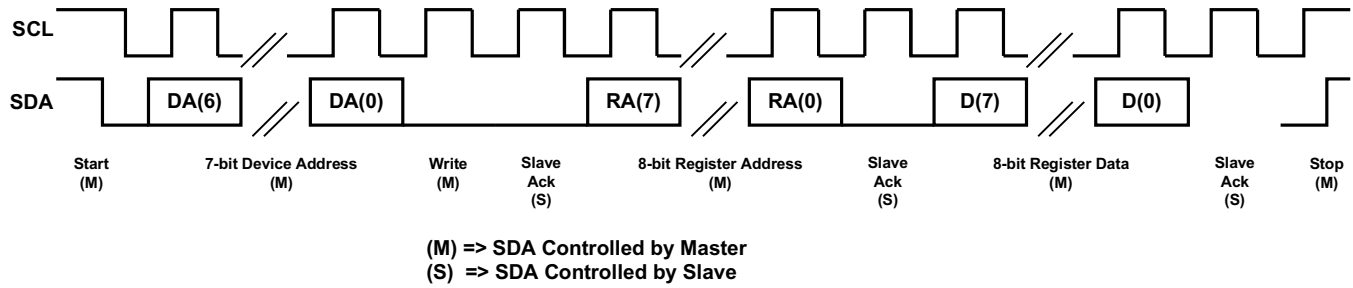 SCL
SDA
DA(6)
DA(0)
RA(7)
RA(0)
D(7)
D(0)
Start
(M)
7-bit Device Address
(M)
Write
(M)
Slave
Ack
(S)
8-bit Register Address
(M)
Slave
Ack
(S)
8-bit Register Data
(M)
Slave
Ack
(S)
Stop
(M)
(M) => SDA Controlled by Master
(S) => SDA Controlled by Slave